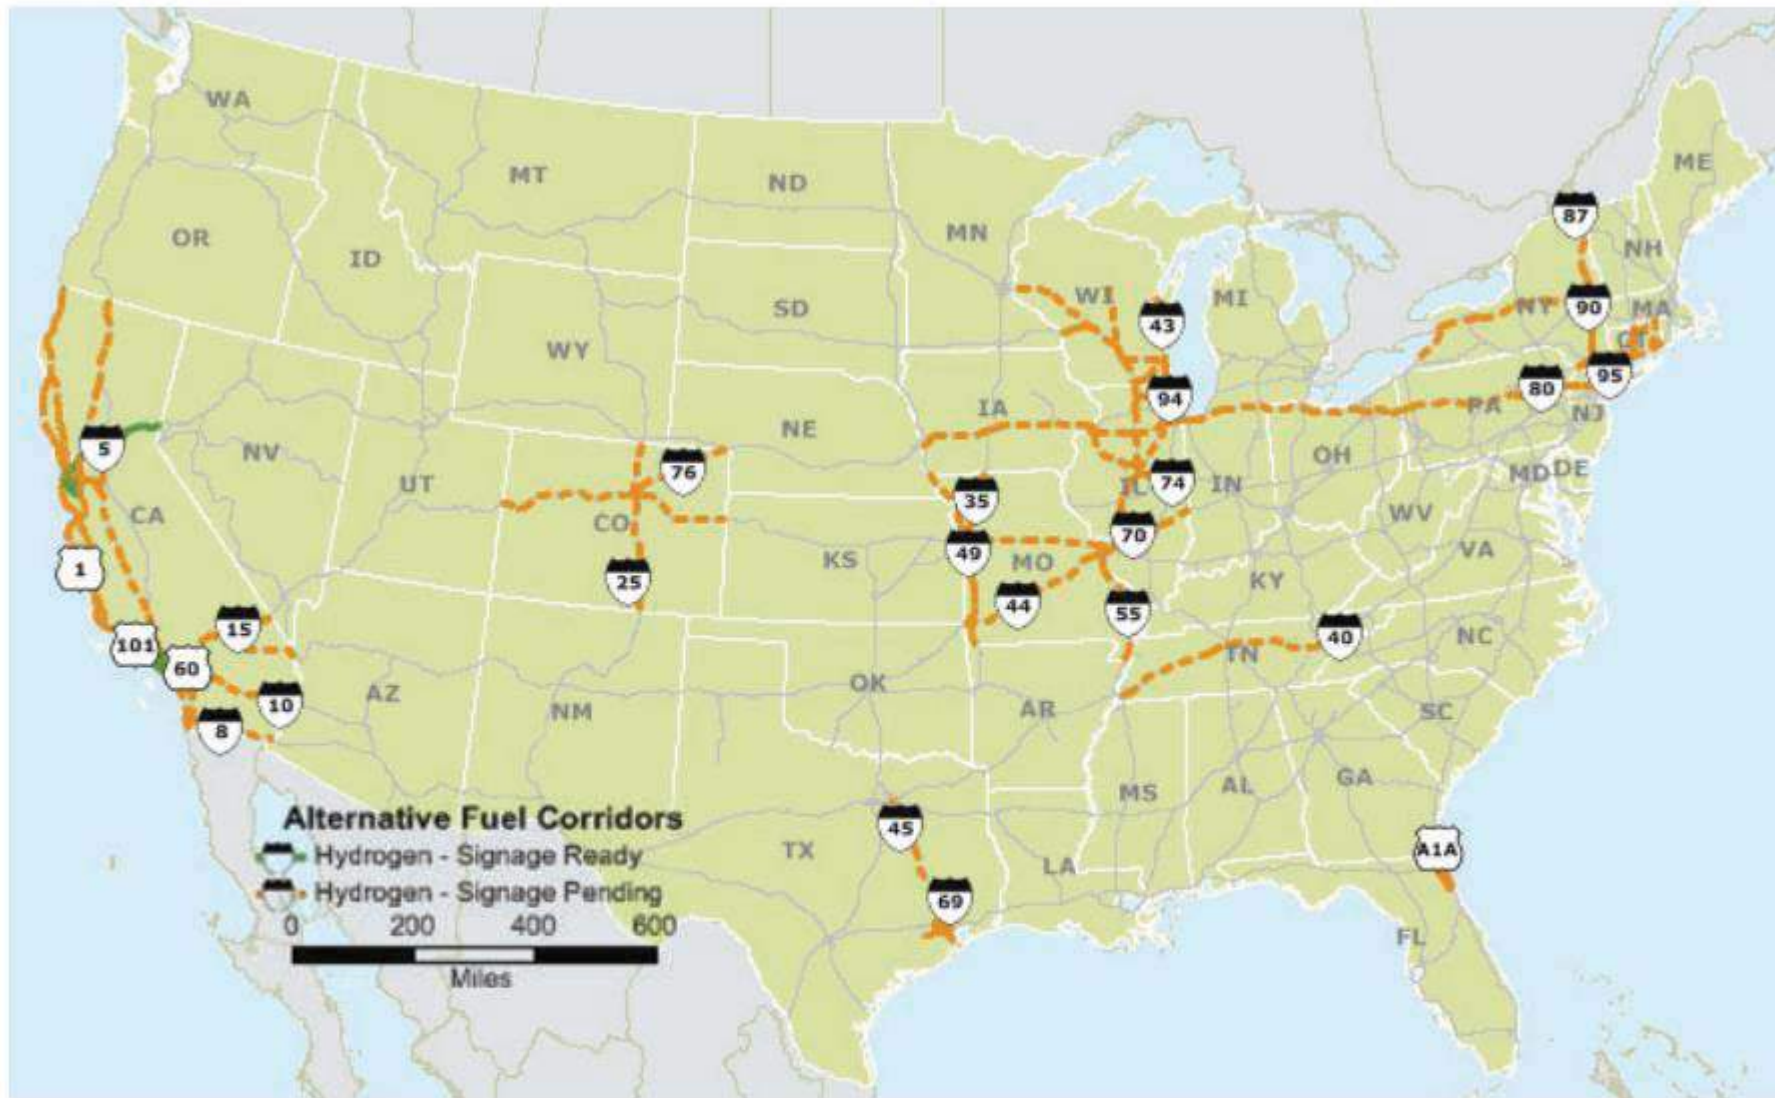 WA
MT
ND
ME
87
OR
ID
MN
NH
SD
WI
43
MI
NY
90
MA
WY
CT
95
5
NV
NE
IA
94
80
PA
NJ
76
OH
UT
CA
CO
35
IL
74
IN
MD
DE
WV
KS
49
MO
70
VA
1
25
44
55
KY
15
101
60
40
NC
TN
AZ
OK
10
8
NM
AR
SC
MS
AL
GA
Alternative Fuel Corridors
Hydrogen - Signage Ready
Hydrogen - Signage Pending
0 200 400 600
Miles
45
TX
LA
A1A
69
FL